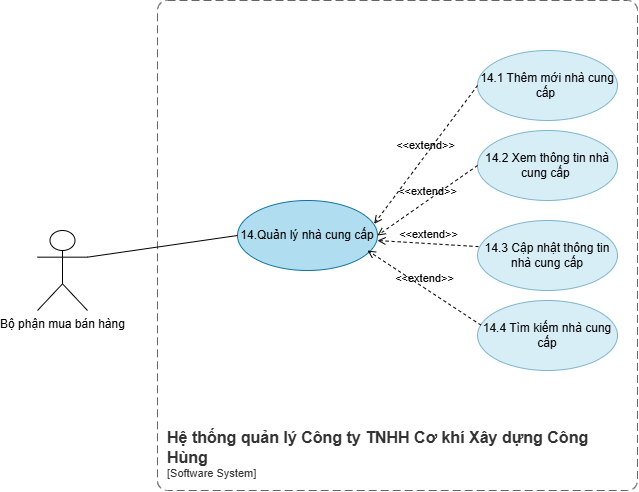 14.1 Thêm mới nhà cung
cấp
<<extend>>
14.2 Xem thông tin nhà
cung cấp
<<extend>>
14.Quản lý nhà cung cấp
<<extend>>
14.3 Cập nhật thông tin
nhà cung cấp
<<extend>>
Bộ phận mua bán hàng
14.4 Tìm kiếm nhà cung
cấp
Hệ thống quản lý Công ty TNHH Cơ khí Xây dựng Công
Hùng
[Software System]